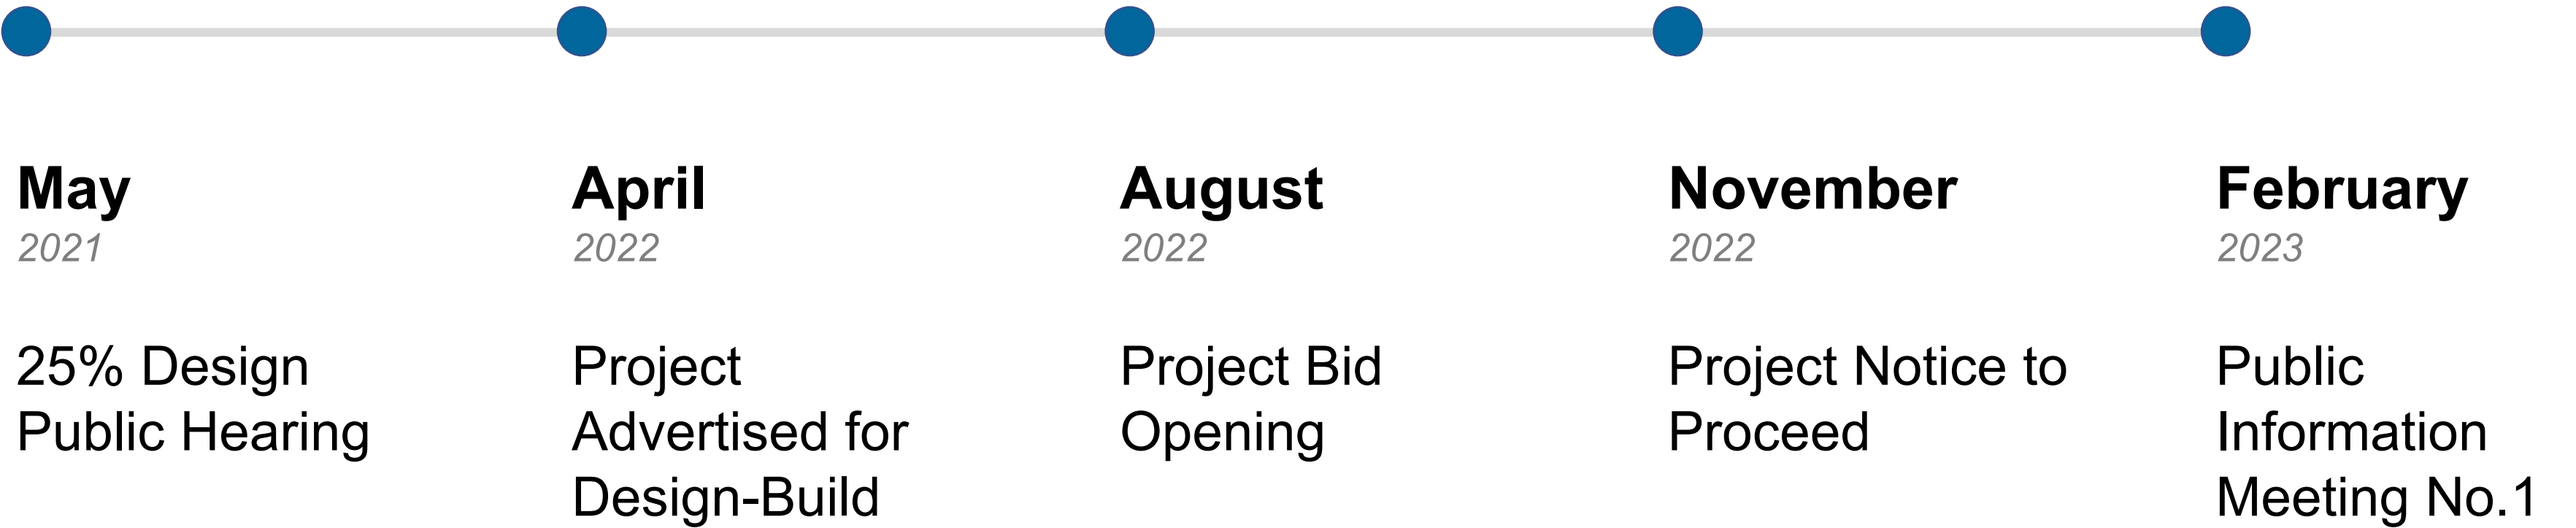 May
2021
25% Design
Public Hearing
April
2022
Project
Advertised for
Design-Build
August
2022
Project Bid
Opening
November
2022
Project Notice to
Proceed
February
2023
Public
Information
Meeting No.1